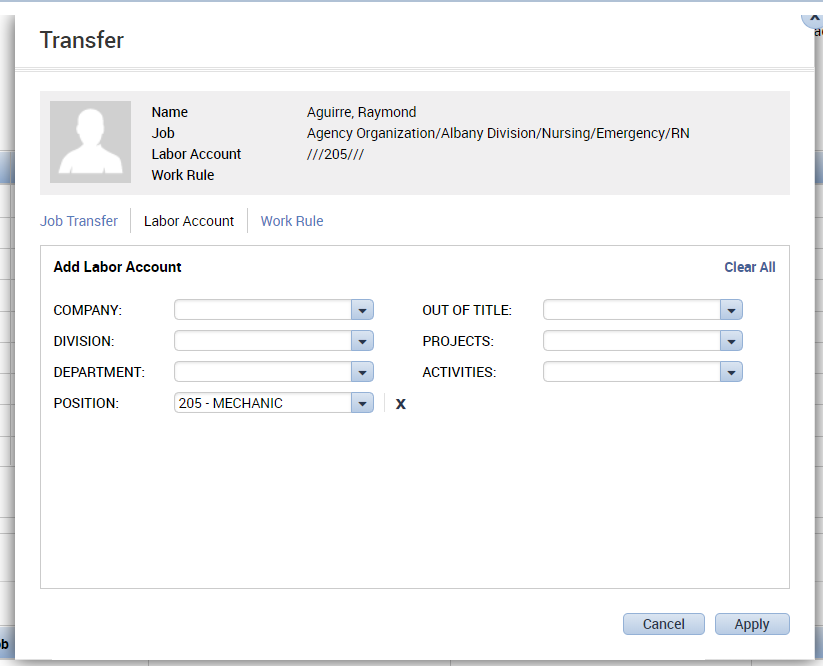 X
Transfer
Name Aguirre, Raymond
Job Agency Organization/Albany Division/Nursing/Emergency/RN
Labor Account ///205///
Work Rule
Job Transfer Labor Account Work Rule
Add Labor Account Clear All
COMPANY: OUT OF TITLE:
DIVISION: PROJECTS:
DEPARTMENT: ACTIVITIES:
POSITION: 205 - MECHANIC X
Cancel Apply